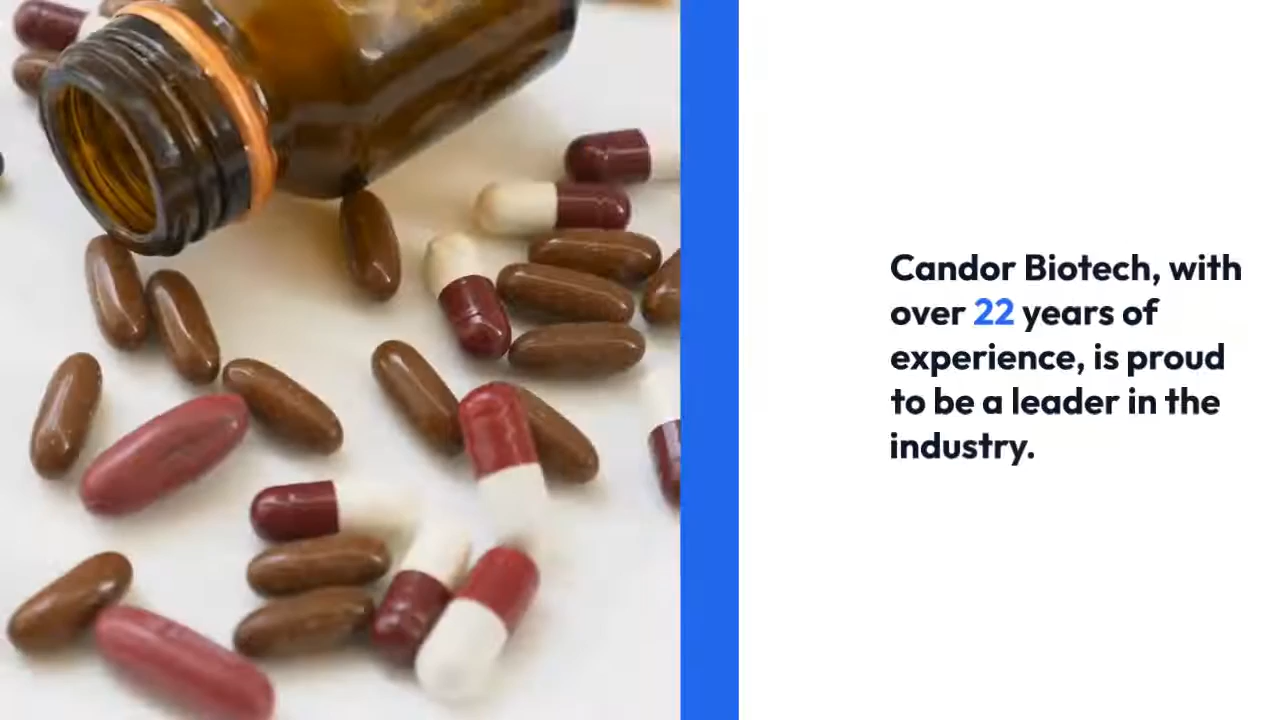 Candor Biotech, with
over 22 years of
experience, is proud
to be a leader in the
industry.